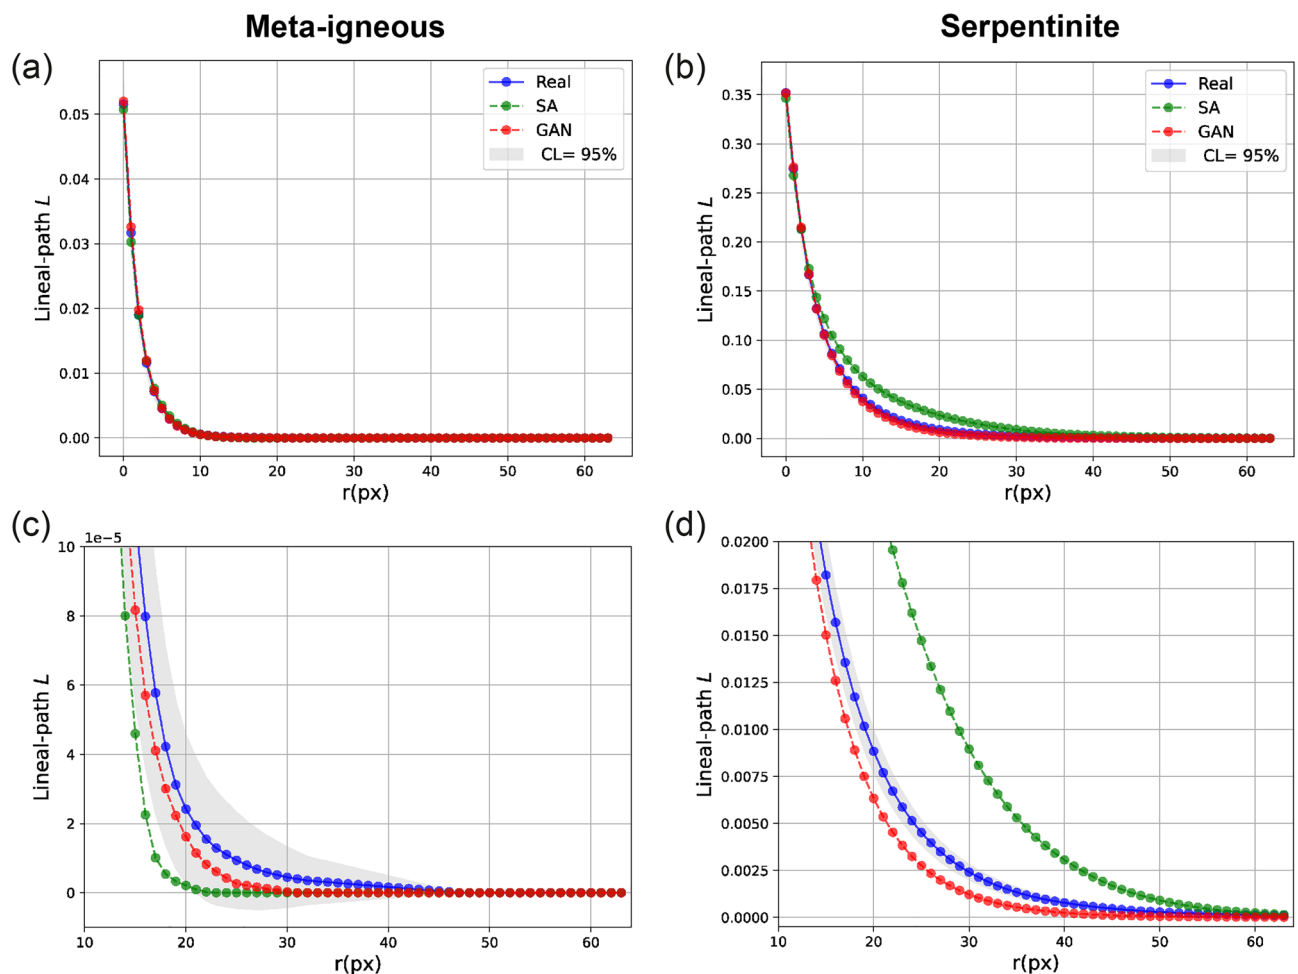 Meta-igneous
Serpentinite
(a)
Lineal-path L
0.05
0.04
0.03
0.02
0.01
0.00
0 10 20 30 40 50 60
r(px)
Real
SA
GAN
CL= 95%
(b)
Lineal-path L
0.35
0.30
0.25
0.20
0.15
0.10
0.05
0.00
0 10 20 30 40 50 60
r(px)
Real
SA
GAN
CL= 95%
(c)
1e-5
Lineal-path L
10
8
6
4
2
0
10 20 30 40 50 60
r(px)
(d)
Lineal-path L
0.0200
0.0175
0.0150
0.0125
0.0100
0.0075
0.0050
0.0025
0.0000
10 20 30 40 50 60
r(px)